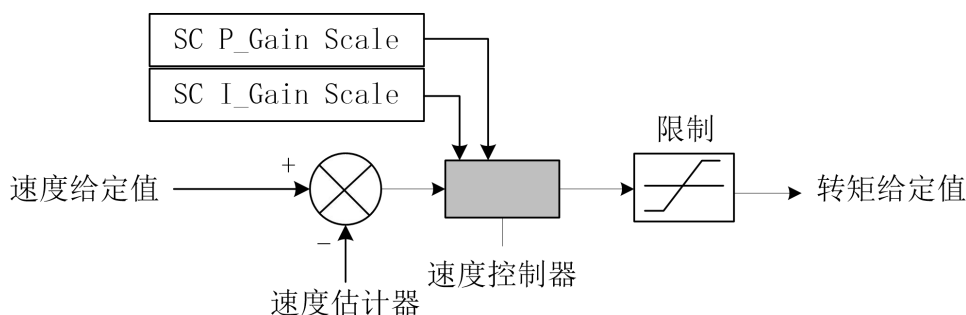 SC P_Gain Scale
SC I_Gain Scale
限制
+
速度给定值
转矩给定值
−
速度控制器
速度估计器